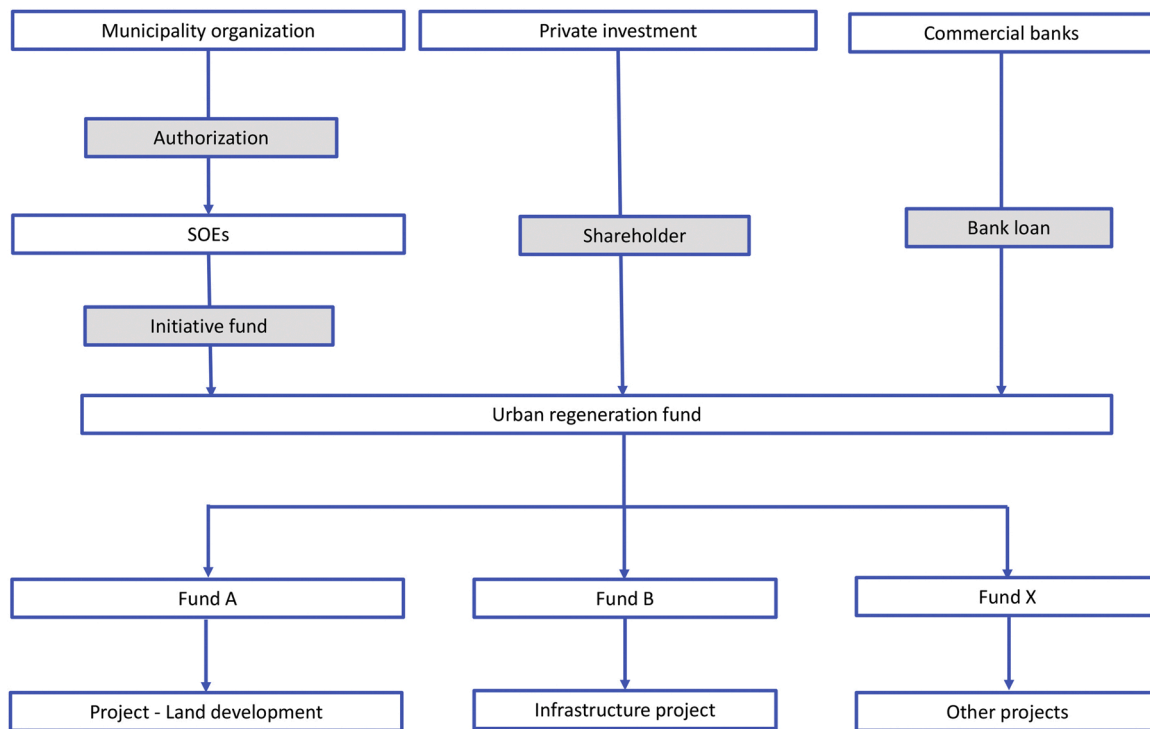 Municipality organization
Private investment
Commercial banks
Authorization
SOEs
Shareholder
Bank loan
Initiative fund
Urban regeneration fund
Fund A
Fund B
Fund X
Project - Land development
Infrastructure project
Other projects